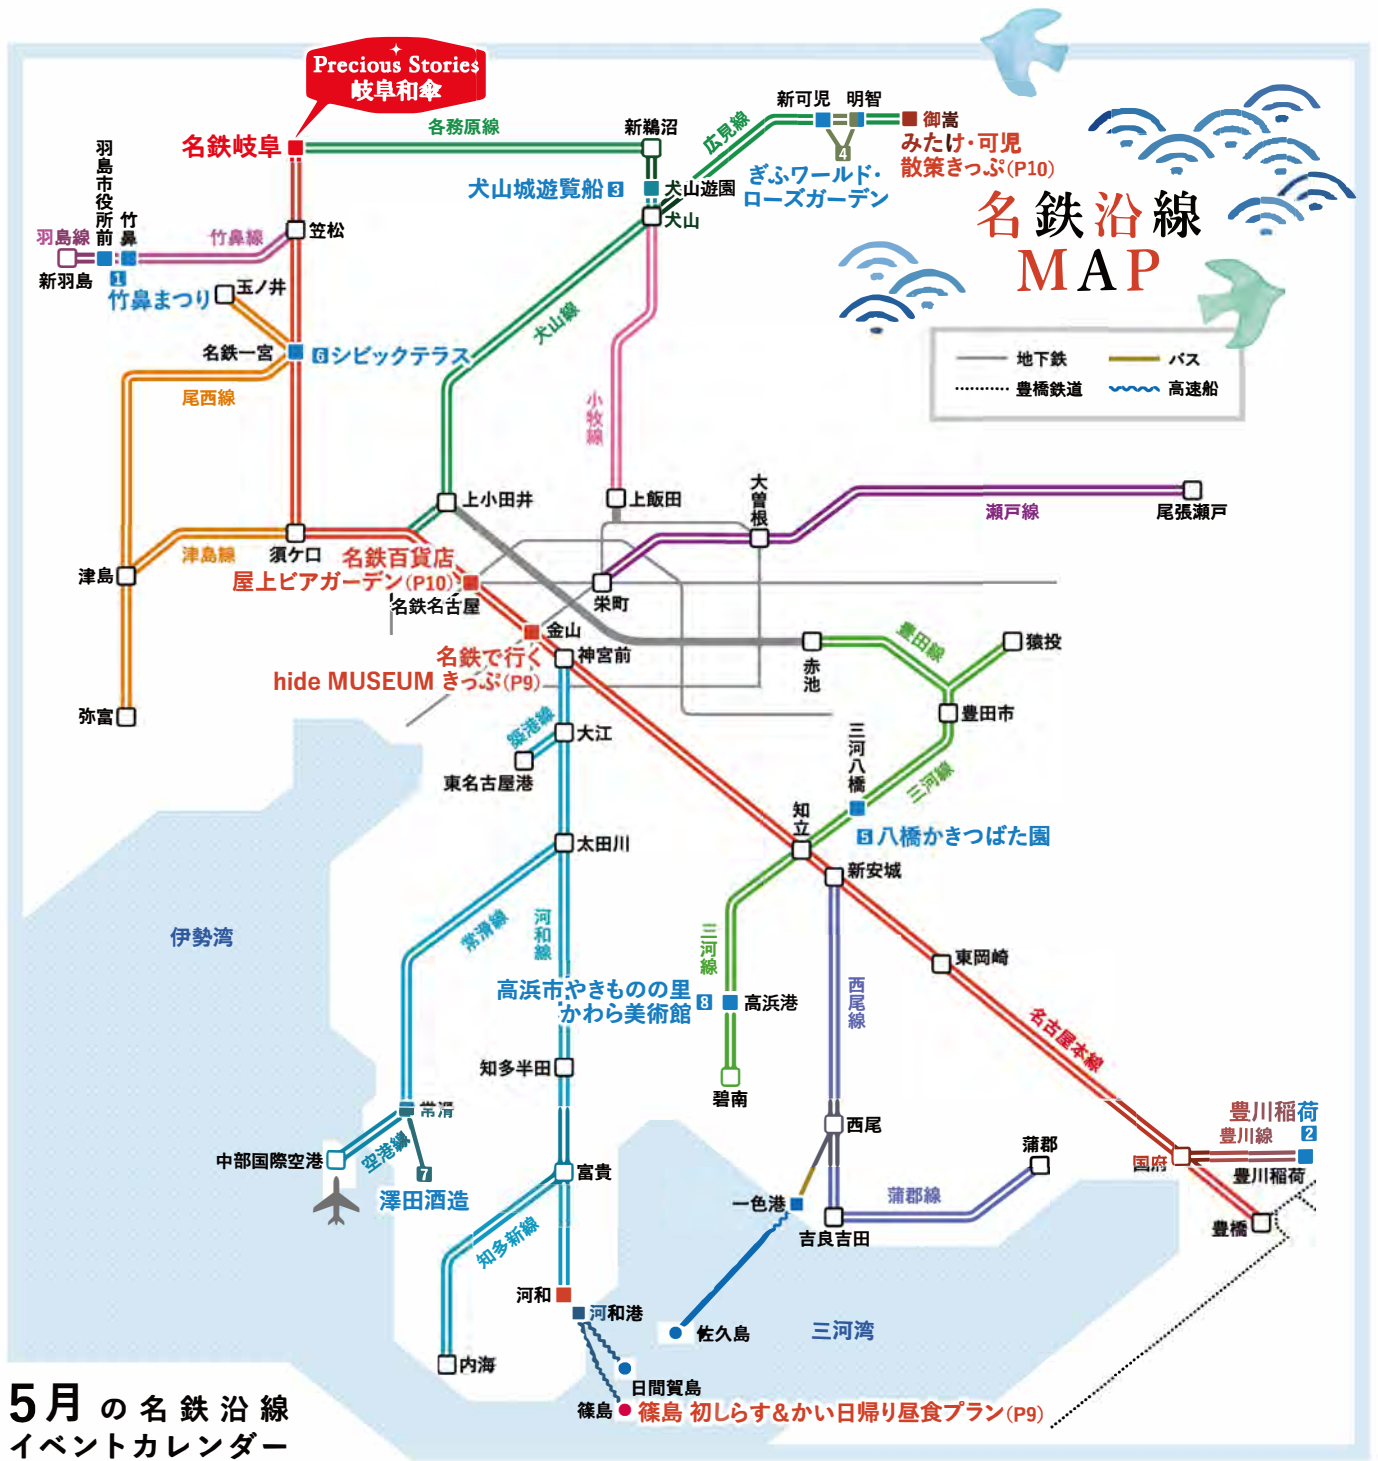 Precious Stories
岐阜和傘
名鉄岐阜
各務原線
新鵜沼
広見線
新可児
明智
御嵩
みたけ・可児
散策きっぷ(P10)
4
ぎふワールド・
ローズガーデン
犬山城遊覧船 3
犬山遊園
犬山
名鉄沿線
MAP
羽島市役所前
竹鼻
羽島線
竹鼻線
笠松
新羽島
1
竹鼻まつり
玉ノ井
名鉄一宮
6 シビックテラス
尾西線
犬山線
小牧線
地下鉄
バス
豊橋鉄道
高速船
上小田井
上飯田
大曽根
瀬戸線
尾張瀬戸
津島線
須ケ口
津島
名鉄百貨店
屋上ビアガーデン(P10)
名鉄名古屋
栄町
金山
名鉄で行く
hide MUSEUM きっぷ(P9)
神宮前
赤池
豊田線
猿投
豊田市
弥富
築港線
大江
東名古屋港
三河八橋
三河線
知立
5 八橋かきつばた園
太田川
新安城
伊勢湾
常滑線
河和線
三河線
東岡崎
高浜市やきものの里
かわら美術館
8
高浜港
西尾線
名古屋本線
知多半田
碧南
常滑
西尾
蒲郡
豊川稲荷
2
豊川線
国府
豊川稲荷
中部国際空港
空港線
7
澤田酒造
富貴
一色港
蒲郡線
吉良吉田
豊橋
知多新線
河和
河和港
佐久島
三河湾
内海
日間賀島
篠島
篠島 初しらす&かい日帰り昼食プラン(P9)
5月の名鉄沿線
イベントカレンダー